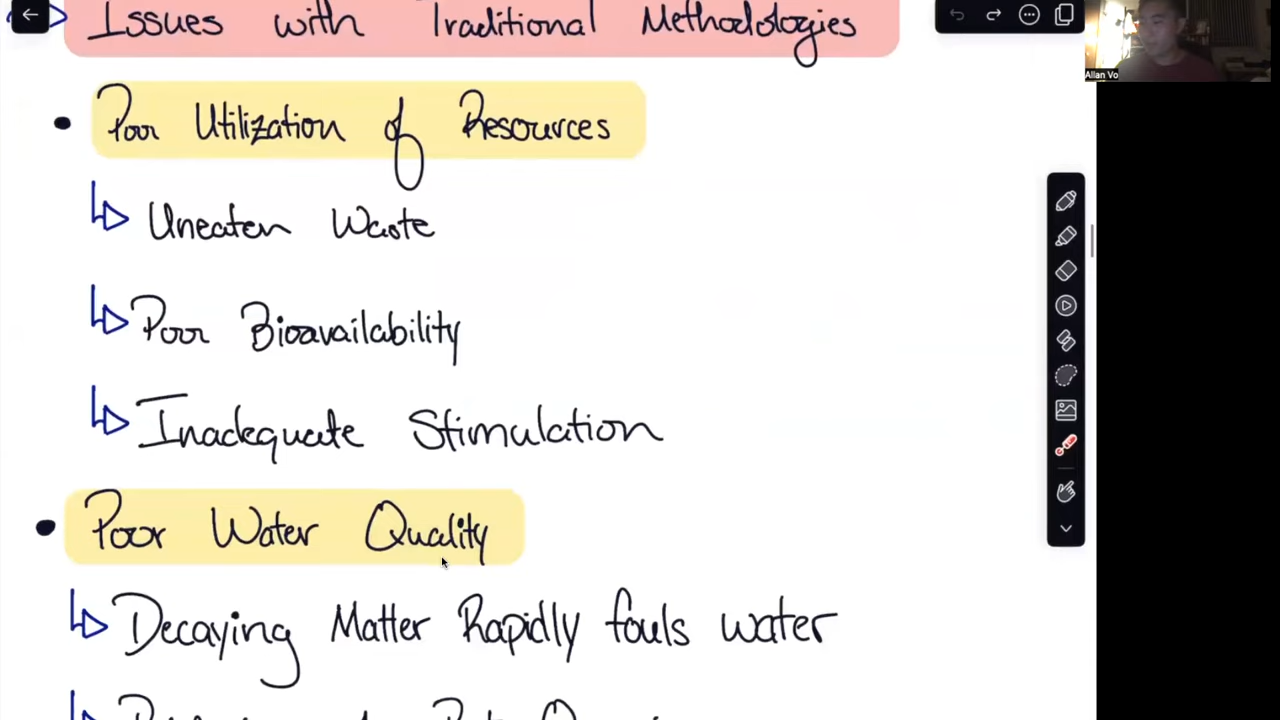 Issues with Traditional Methodologies
Allan Vo
Poor Utilization of Resources
Uneaten Waste
Poor Bioavailability
Inadequate Stimulation
Poor Water Quality
Decaying Matter Rapidly fouls water